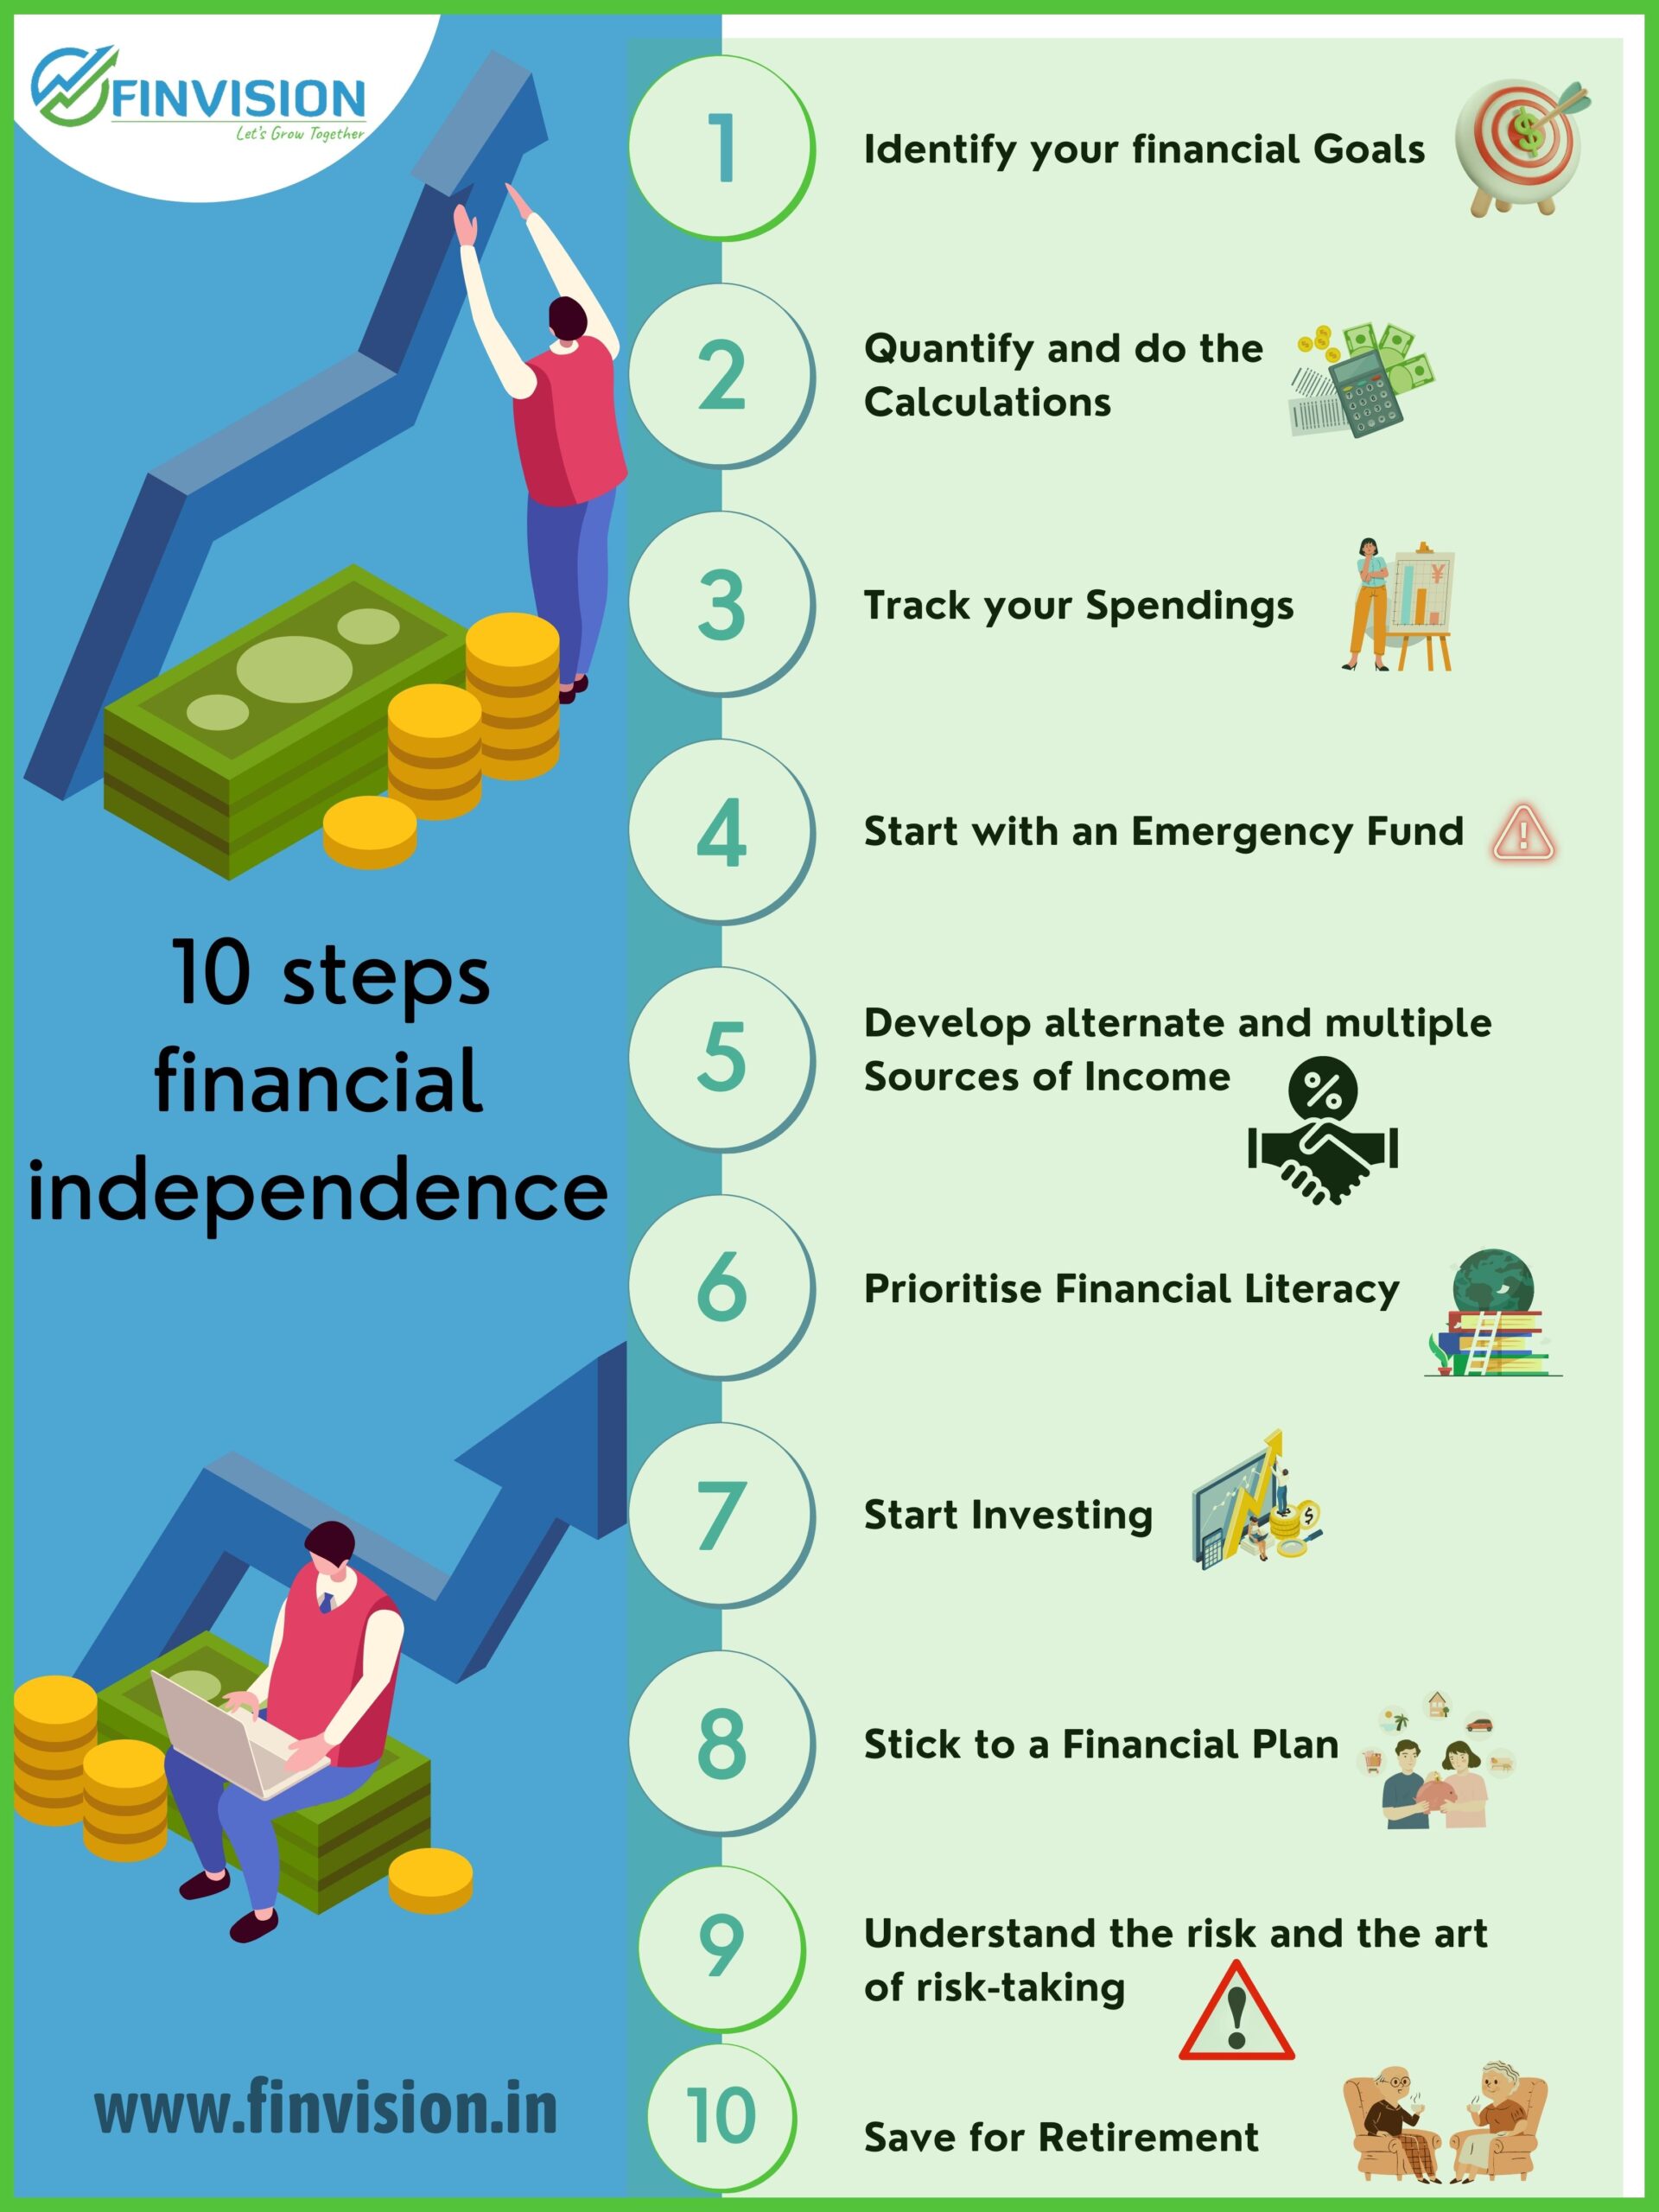 FINVISION
Let's Grow Together
10 steps
financial
independence
www.finvision.in
1
Identify your financial Goals
2
Quantify and do the
Calculations
3
Track your Spendings
4
Start with an Emergency Fund
5
Develop alternate and multiple
Sources of Income
6
Prioritise Financial Literacy
7
Start Investing
8
Stick to a Financial Plan
9
Understand the risk and the art
of risk-taking
10
Save for Retirement